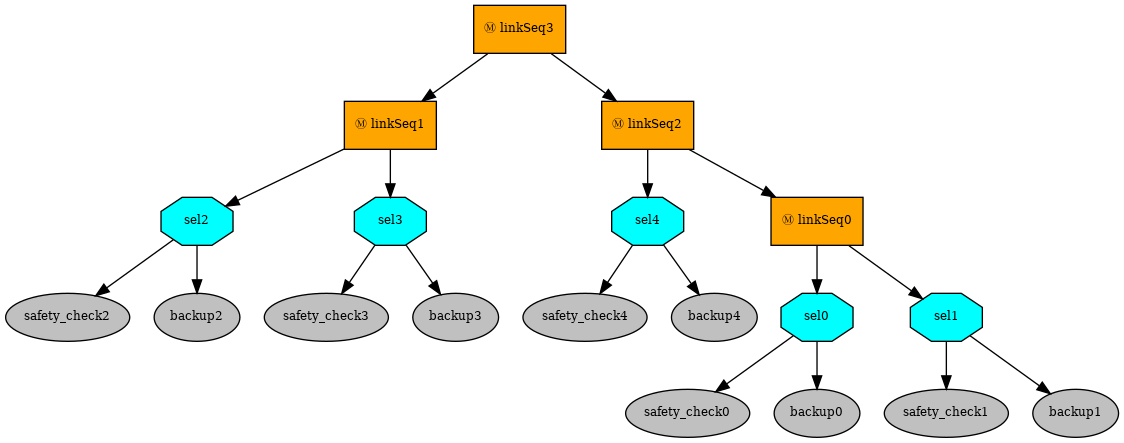 Ⓜ linkSeq3
Ⓜ linkSeq1
Ⓜ linkSeq2
sel2
sel3
sel4
Ⓜ linkSeq0
safety_check2
backup2
safety_check3
backup3
safety_check4
backup4
sel0
sel1
safety_check0
backup0
safety_check1
backup1